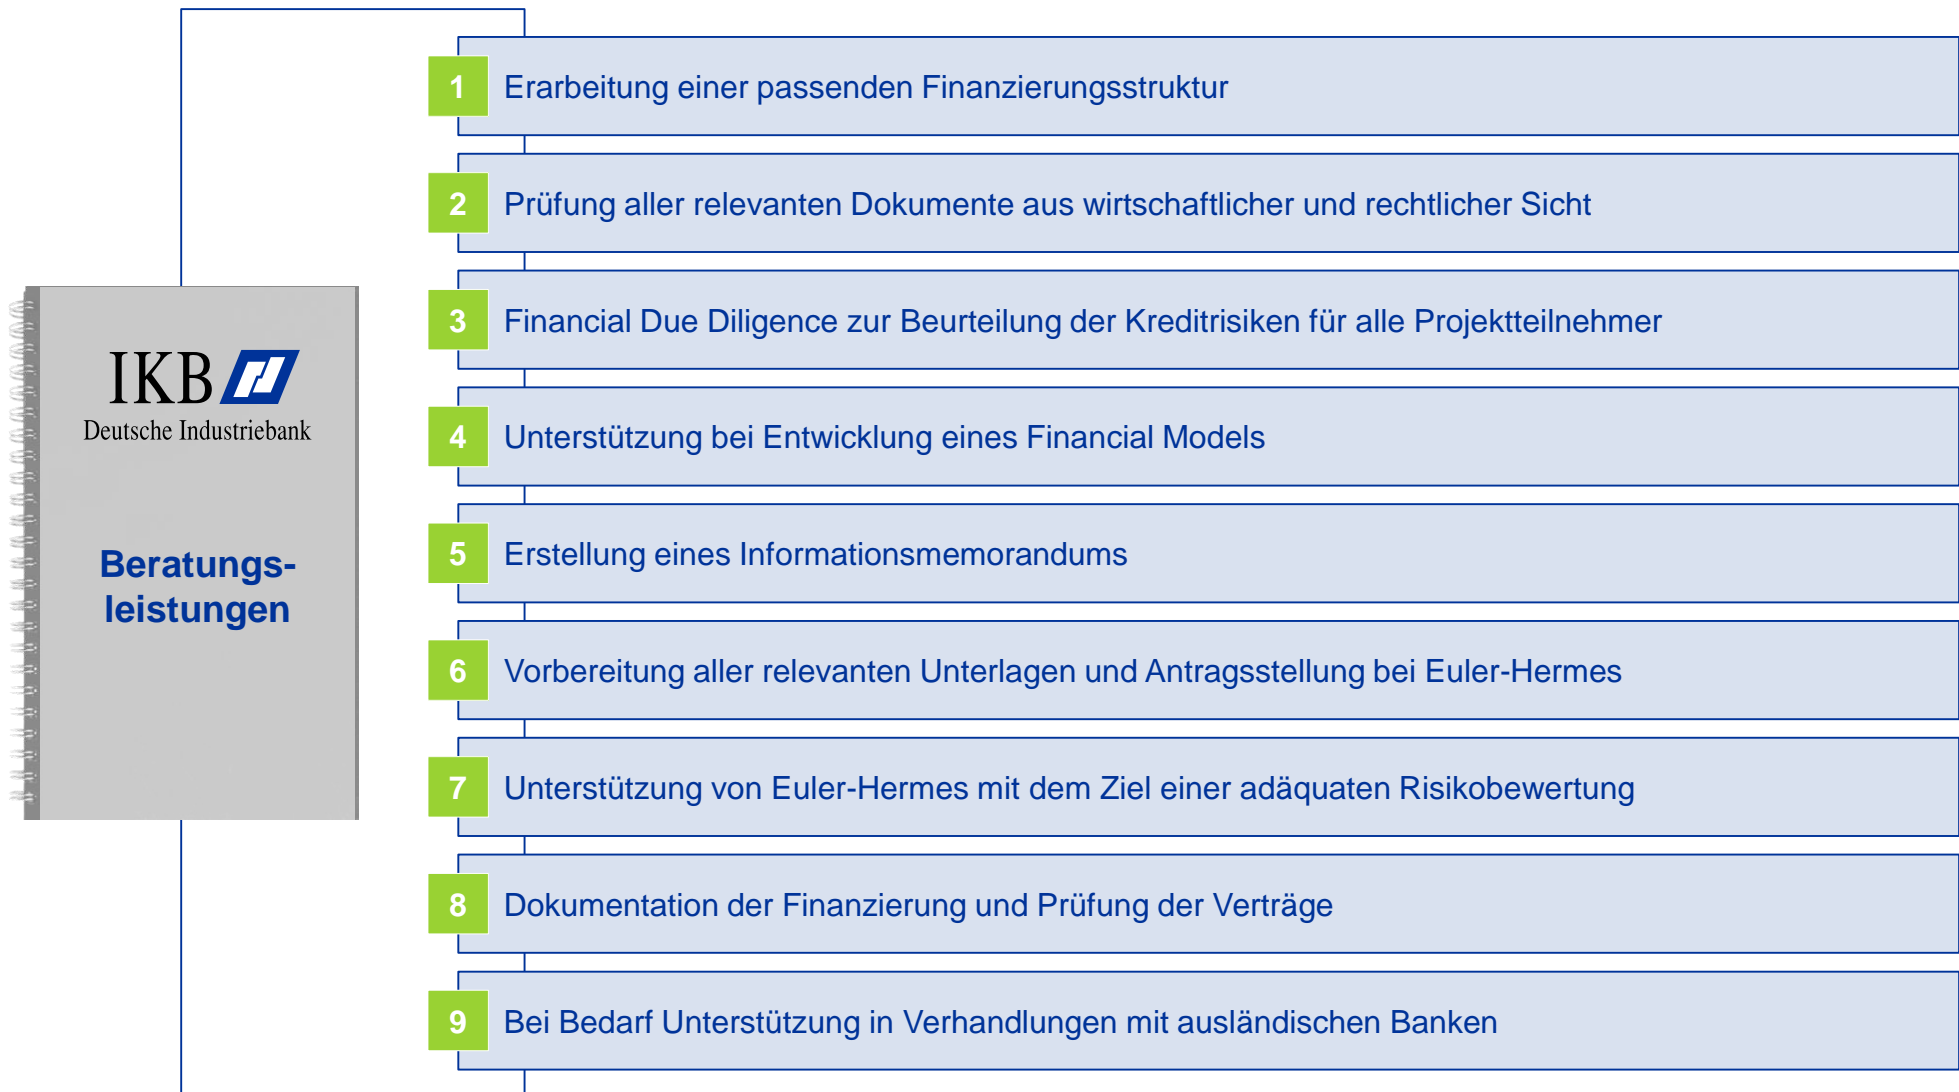 IKB
Deutsche Industriebank
Beratungs-
leistungen
1 Erarbeitung einer passenden Finanzierungsstruktur
2 Prüfung aller relevanten Dokumente aus wirtschaftlicher und rechtlicher Sicht
3 Financial Due Diligence zur Beurteilung der Kreditrisiken für alle Projektteilnehmer
4 Unterstützung bei Entwicklung eines Financial Models
5 Erstellung eines Informationsmemorandums
6 Vorbereitung aller relevanten Unterlagen und Antragsstellung bei Euler-Hermes
7 Unterstützung von Euler-Hermes mit dem Ziel einer adäquaten Risikobewertung
8 Dokumentation der Finanzierung und Prüfung der Verträge
9 Bei Bedarf Unterstützung in Verhandlungen mit ausländischen Banken